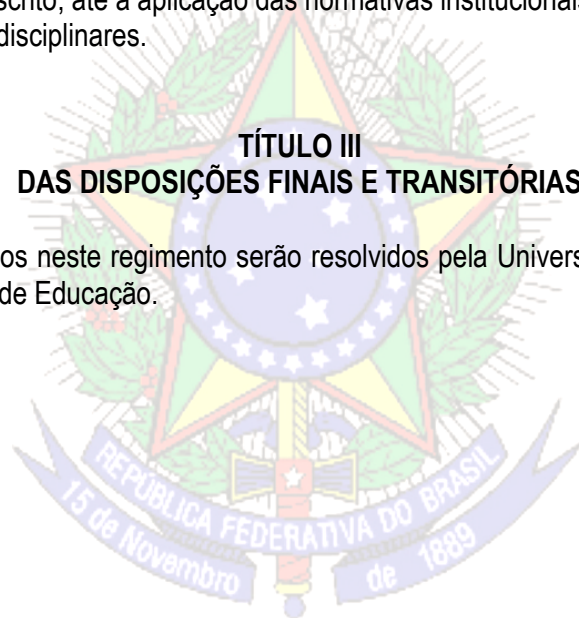 scrito, até a aplicação das normativas institucionais
disciplinares.
TÍTULO III
DAS DISPOSIÇÕES FINAIS E TRANSITÓRIAS
os neste regimento serão resolvidos pela Univers
de Educação.
REPÚBLICA FEDERATIVA DO BRASIL
15 de Novembro de 1889